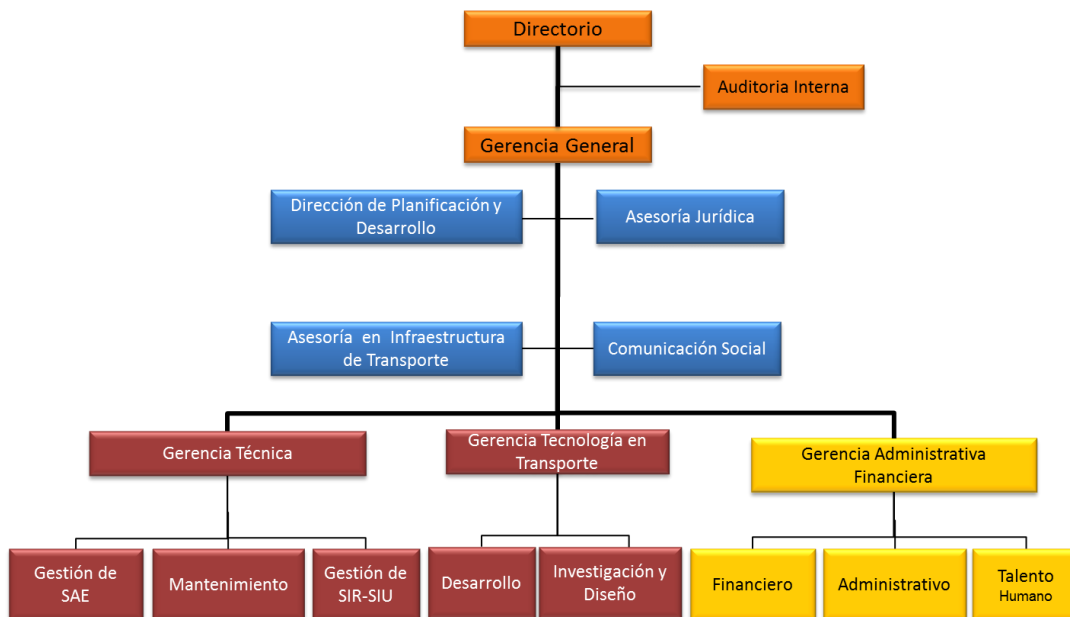 Directorio
Auditoria Interna
Gerencia General
Dirección de Planificación y
Desarrollo
Asesoría Jurídica
Asesoría en Infraestructura
de Transporte
Comunicación Social
Gerencia Técnica
Gerencia Tecnología en
Transporte
Gerencia Administrativa
Financiera
Gestión de
SAE
Mantenimiento
Gestión de
SIR-SIU
Desarrollo
Investigación y
Diseño
Financiero
Administrativo
Talento
Humano